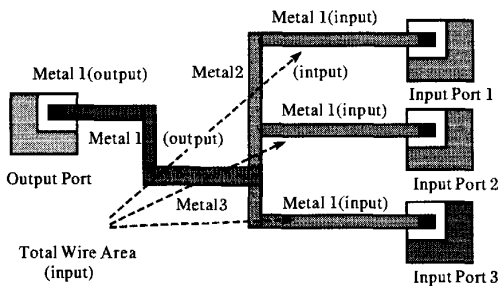 Metal 1(input)
Metal2
(intput)
Metal 1(output)
Input Port 1
Metal 1(input)
Metal 1
(output)
Output Port
Input Port 2
Metal 1(input)
Metal3
Total Wire Area
(input)
Input Port 3